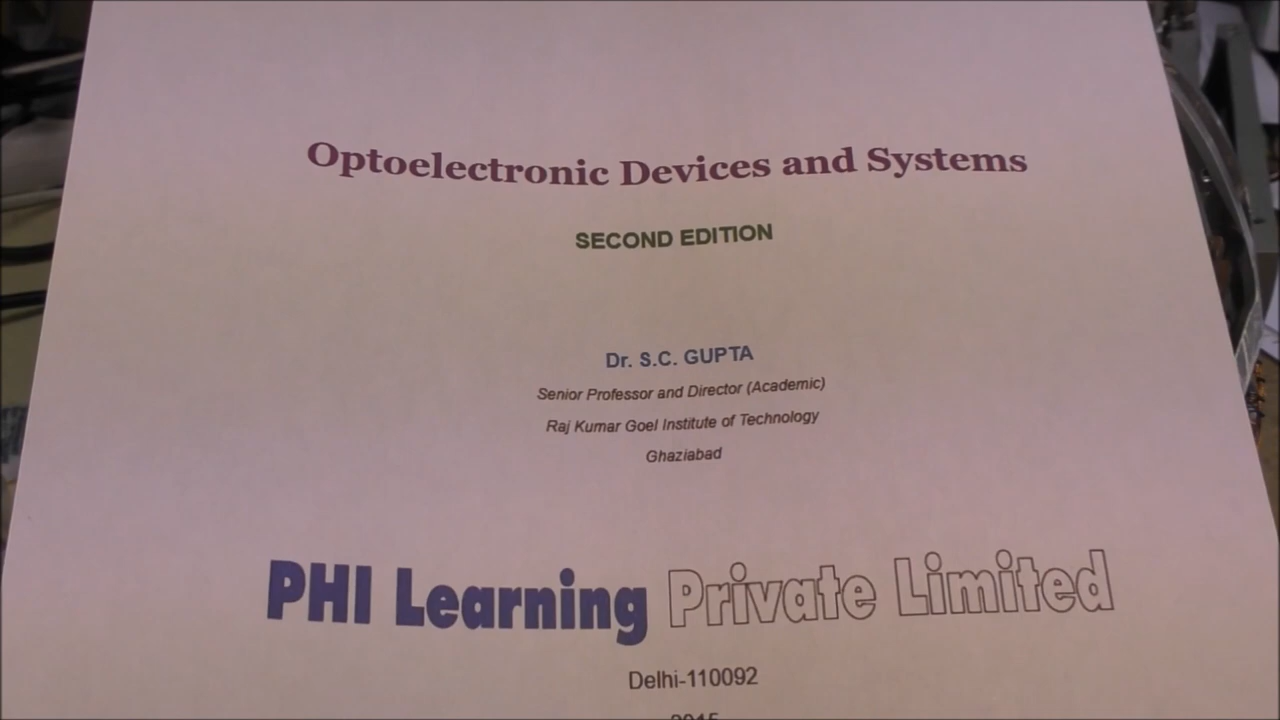 Optoelectronic Devices and Systems
SECOND EDITION
Dr. S.C. GUPTA
Senior Professor and Director (Academic)
Raj Kumar Goel Institute of Technology
Ghaziabad
PHI Learning Private Limited
Delhi-110092
2015